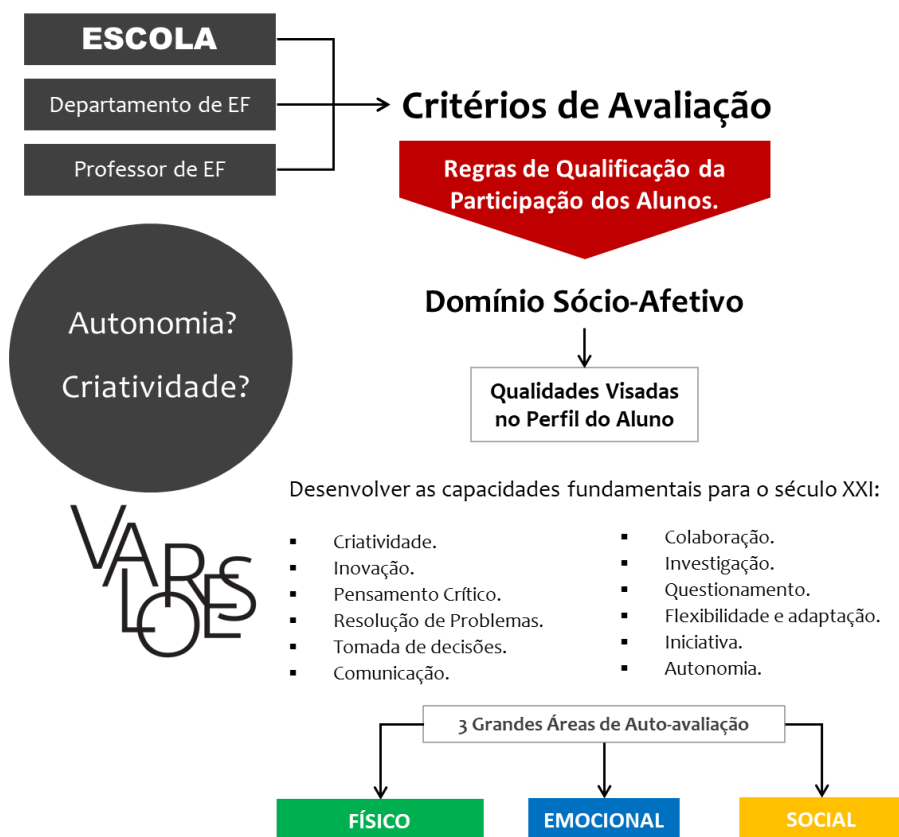 ESCOLA
Departamento de EF
Professor de EF
Critérios de Avaliação
Regras de Qualificação da
Participação dos Alunos.
Domínio Sócio-Afetivo
Autonomia?
Criatividade?
Qualidades Visadas
no Perfil do Aluno
VALORES
Desenvolver as capacidades fundamentais para o século XXI:
▪ Criatividade.
▪ Inovação.
▪ Pensamento Crítico.
▪ Resolução de Problemas.
▪ Tomada de decisões.
▪ Comunicação.
▪ Colaboração.
▪ Investigação.
▪ Questionamento.
▪ Flexibilidade e adaptação.
▪ Iniciativa.
▪ Autonomia.
3 Grandes Áreas de Auto-avaliação
FÍSICO
EMOCIONAL
SOCIAL